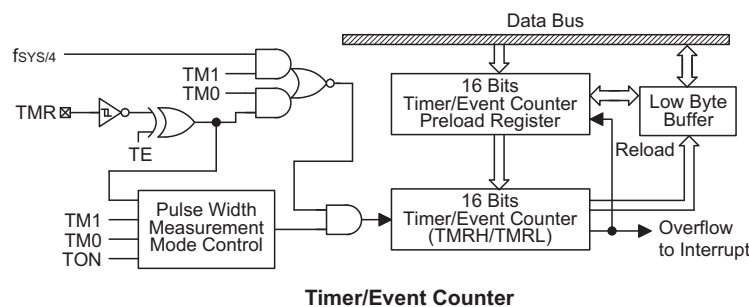 Data Bus
fSYS/4
TM1
TM0
TMR
TE
16 Bits
Timer/Event Counter
Preload Register
Low Byte
Buffer
Reload
TM1
TM0
TON
Pulse Width
Measurement
Mode Control
16 Bits
Timer/Event Counter
(TMRH/TMRL)
Overflow
to Interrupt
Timer/Event Counter